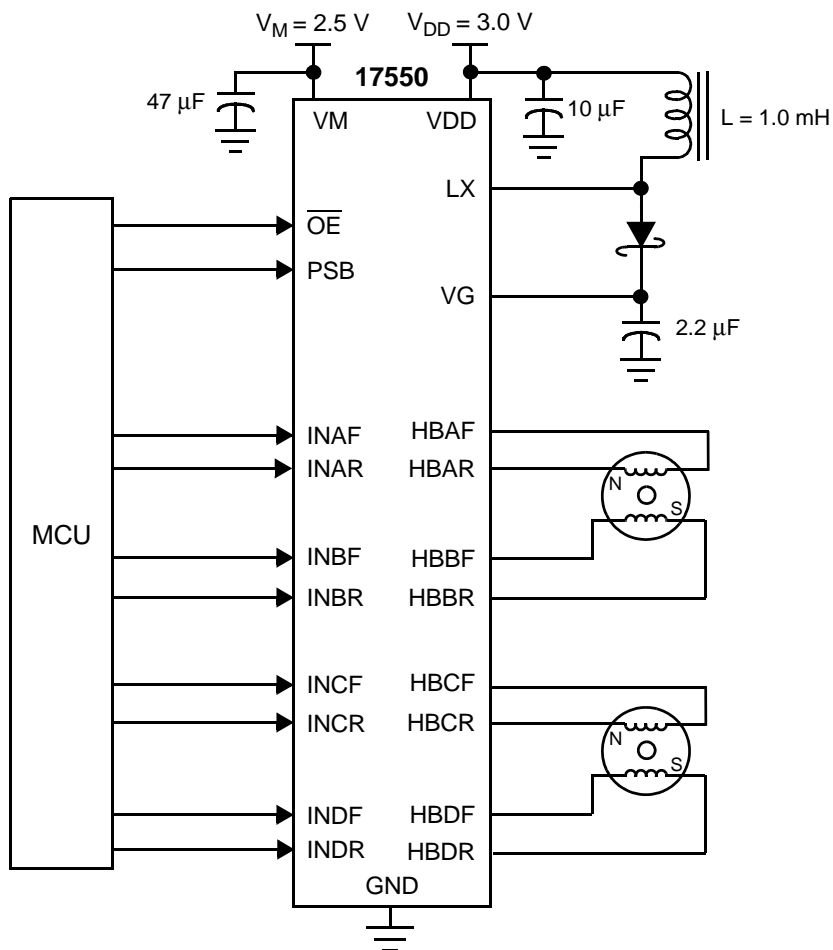 V_M = 2.5 V
V_DD = 3.0 V
17550
47 μF
10 μF
L = 1.0 mH
VM
VDD
LX
OE
PSB
VG
2.2 μF
MCU
INAF
INAR
INBF
INBR
INCF
INCR
INDF
INDR
HBAF
HBAR
HBBF
HBBR
HBCF
HBCR
HBDF
HBDR
N
S
N
S
GND